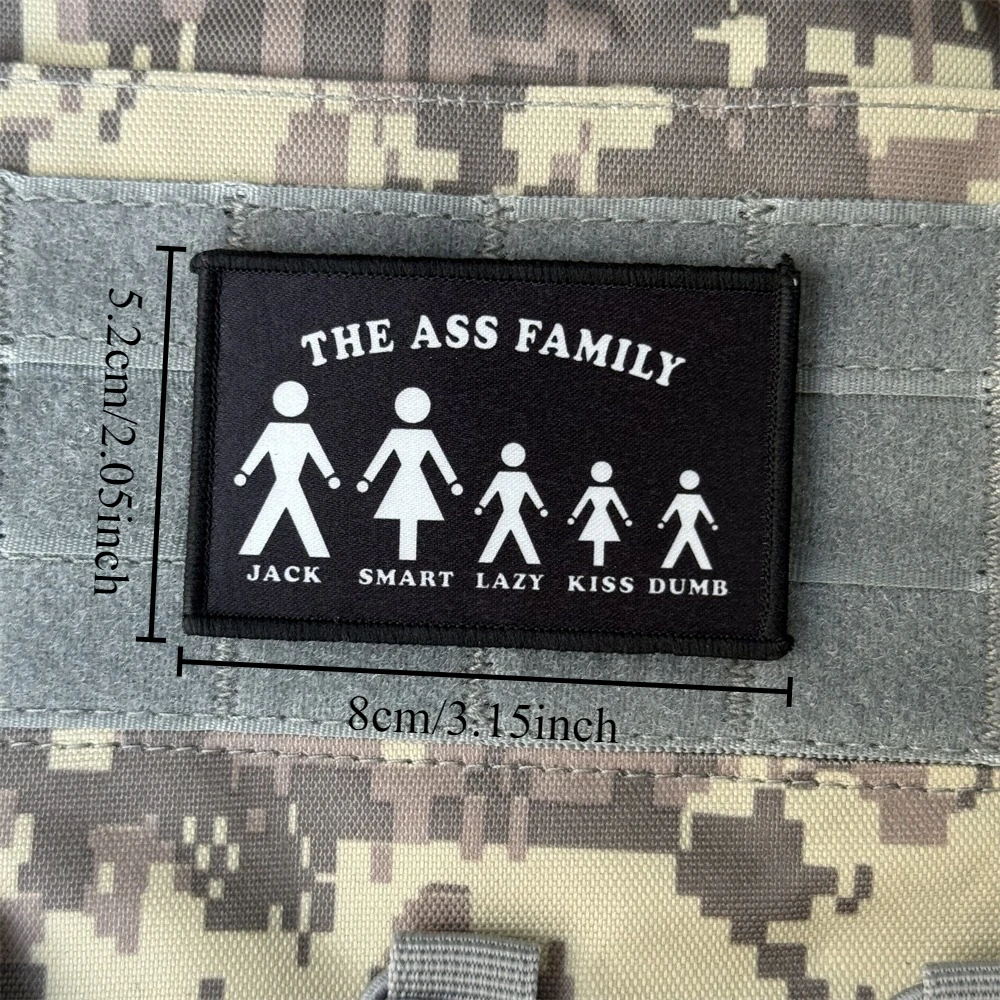 THE ASS FAMILY
JACK SMART LAZY KISS DUMB
5.2cm/2.05inch
8cm/3.15inch